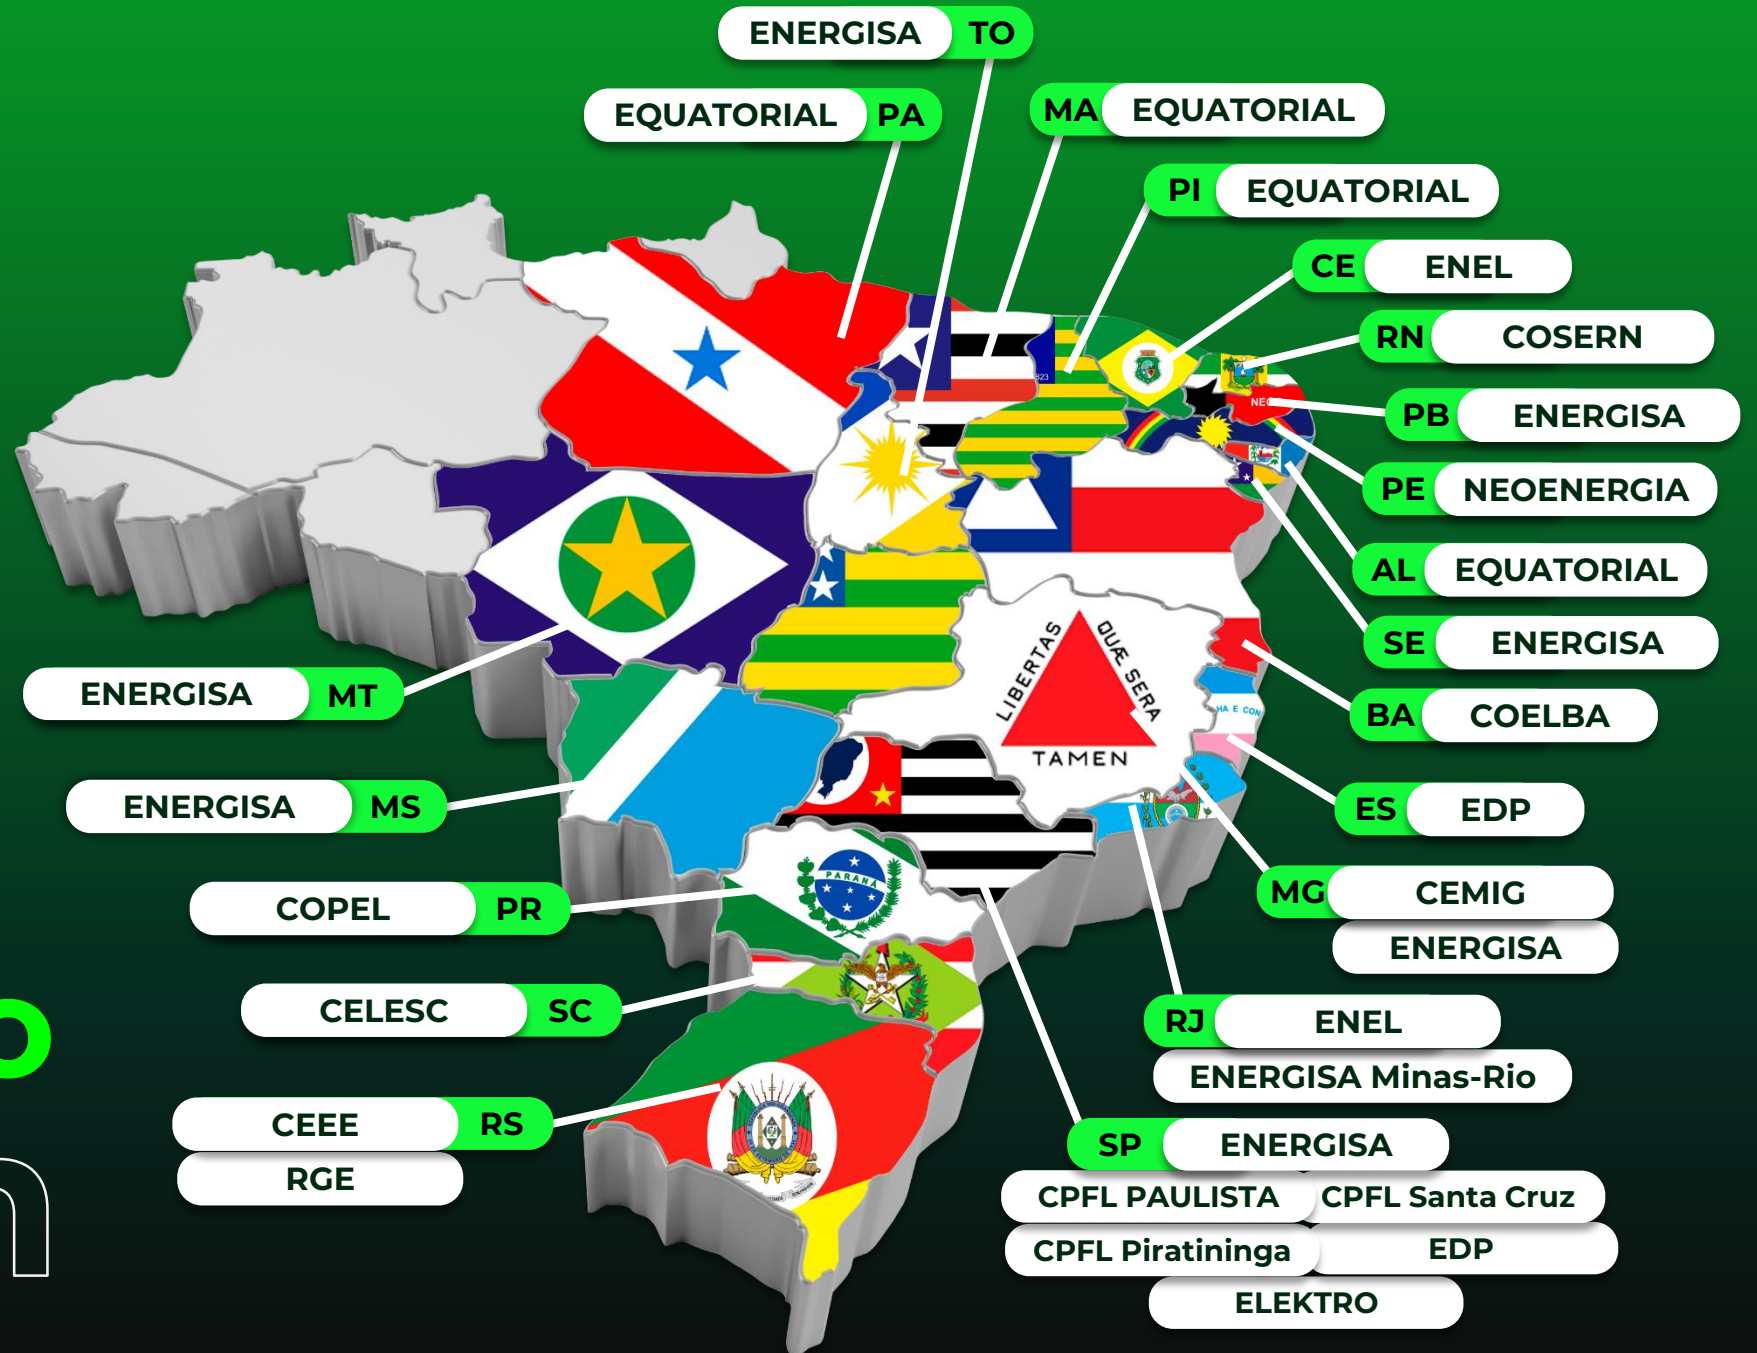 ENERGISA TO
EQUATORIAL PA
MA EQUATORIAL
PI EQUATORIAL
CE ENEL
RN COSERN
PB ENERGISA
PE NEOENERGIA
AL EQUATORIAL
SE ENERGISA
BA COELBA
ES EDP
MG CEMIG
ENERGISA
RJ ENEL
ENERGISA Minas-Rio
SP ENERGISA
CPFL PAULISTA CPFL Santa Cruz
CPFL Piratininga EDP
ELEKTRO
ENERGISA MT
ENERGISA MS
COPEL PR
CELESC SC
CEEE RS
RGE
LIBERTAS
QUÆ SERA
TAMEN
PARANÁ
823
HA E CON